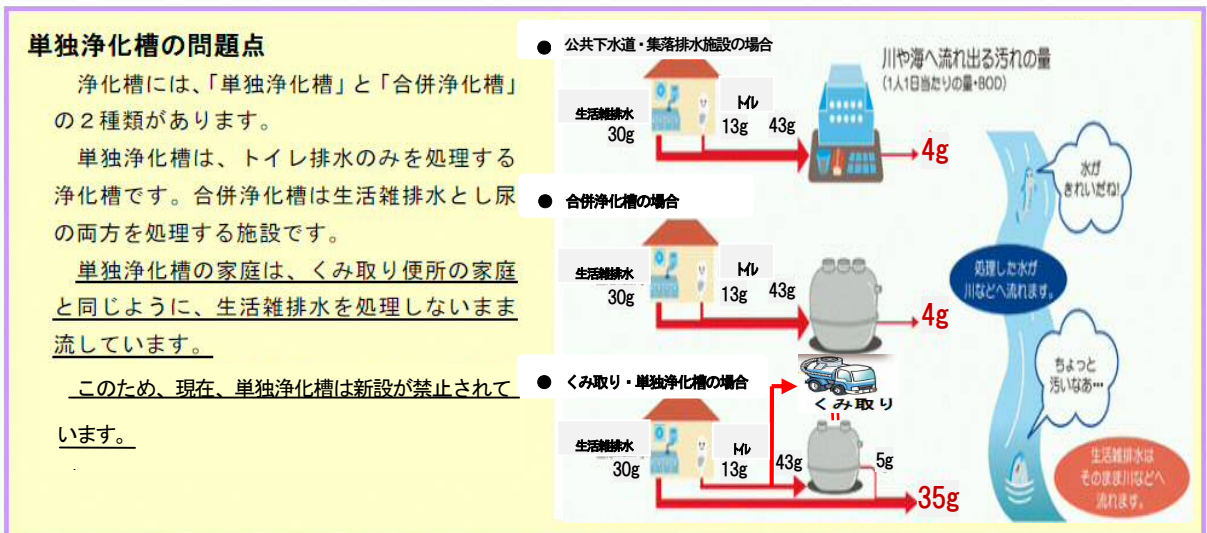 単独浄化槽の問題点
浄化槽には、「単独浄化槽」と「合併浄化槽」
の２種類があります。
単独浄化槽は、トイレ排水のみを処理する
浄化槽です。合併浄化槽は生活雑排水とし尿
の両方を処理する施設です。
単独浄化槽の家庭は、くみ取り便所の家庭
と同じように、生活雑排水を処理しないまま
流しています。
このため、現在、単独浄化槽は新設が禁止されて
います。
● 公共下水道・集落排水施設の場合
生活雑排水
30g
トイレ
13g
43g
4g
● 合併浄化槽の場合
生活雑排水
30g
トイレ
13g
43g
4g
● くみ取り・単独浄化槽の場合
くみ取り
生活雑排水
30g
トイレ
13g
43g
5g
35g
川や海へ流れ出る汚れの量
(1人1日当たりの量・BOD)
水が
きれいだね!
処理した水が
川などへ流れます。
ちょっと
汚いなあ…
生活雑排水は
そのまま川などへ
流れます。